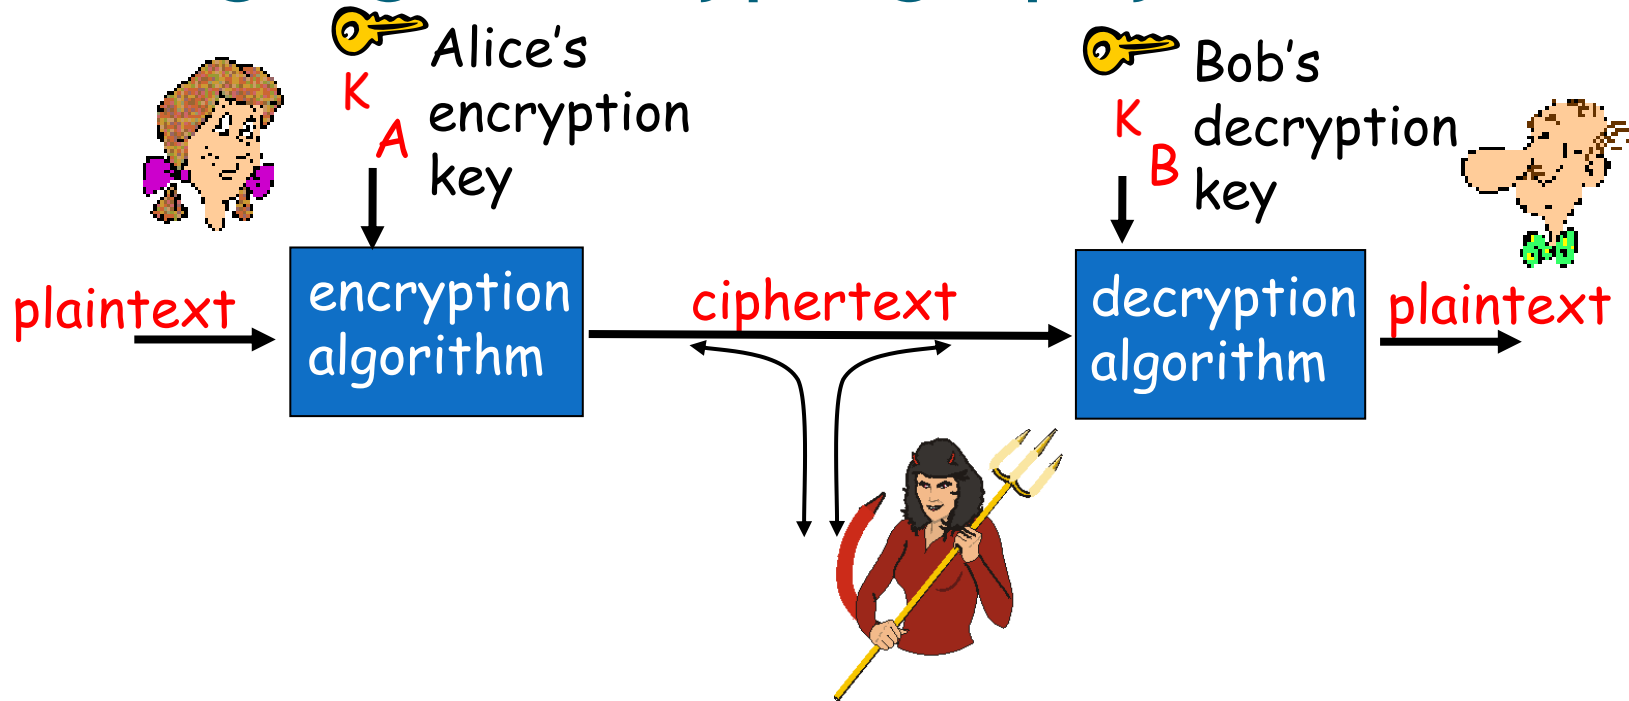 Alice's
encryption
key
K
A
Bob's
decryption
key
K
B
plaintext
encryption
algorithm
ciphertext
decryption
algorithm
plaintext